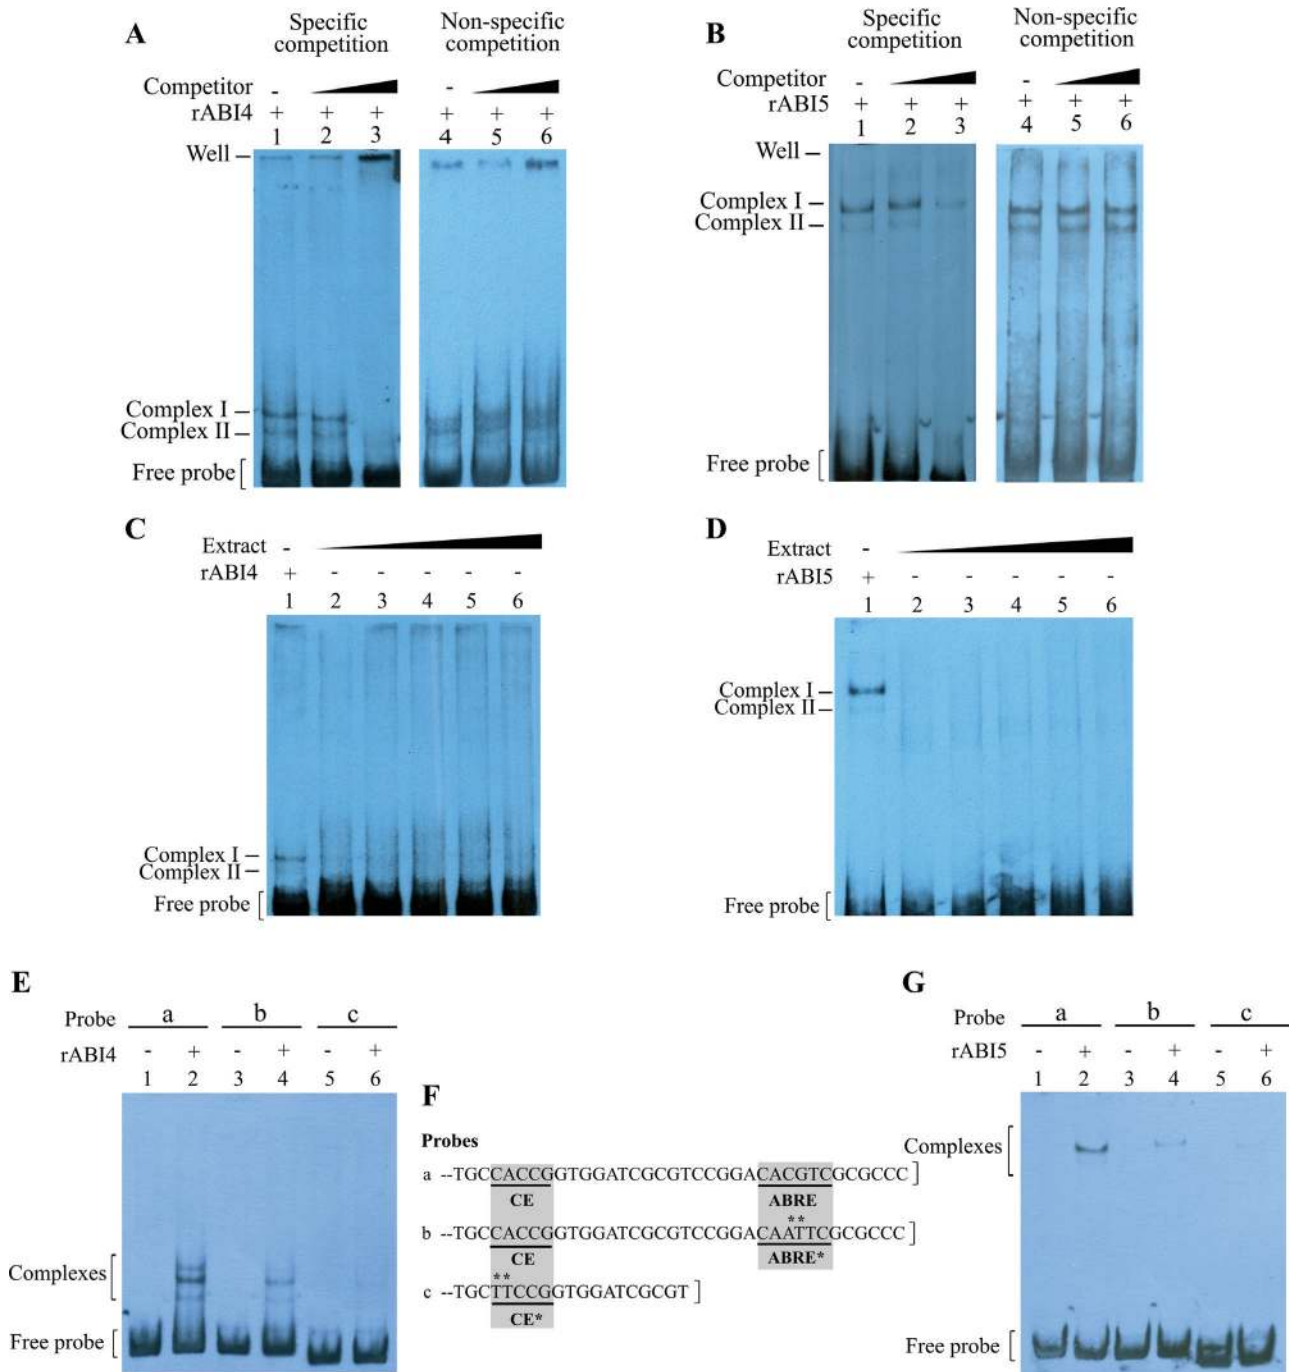 A
Specific
competition
Non-specific
competition
Competitor - -
rABI4 + + + + + +
1 2 3 4 5 6
Well
Complex I
Complex II
Free probe
B
Specific
competition
Non-specific
competition
Competitor - -
rABI5 + + + + + +
1 2 3 4 5 6
Well
Complex I
Complex II
Free probe
C
Extract -
rABI4 + - - - - -
1 2 3 4 5 6
Complex I
Complex II
Free probe
D
Extract -
rABI5 + - - - - -
1 2 3 4 5 6
Complex I
Complex II
Free probe
E
Probe a b c
rABI4 - + - + - +
1 2 3 4 5 6
Complexes
Free probe
F
Probes
a --TGCCACCGGTGGATCGCGTCCGGACACGTCGCGCCC
CE ABRE
**
b --TGCCACCGGTGGATCGCGTCCGGACAATTCGCGCCC
CE ABRE*
**
c --TGCTTCCGGTGGATCGCGT
CE*
G
Probe a b c
rABI5 - + - + - +
1 2 3 4 5 6
Complexes
Free probe